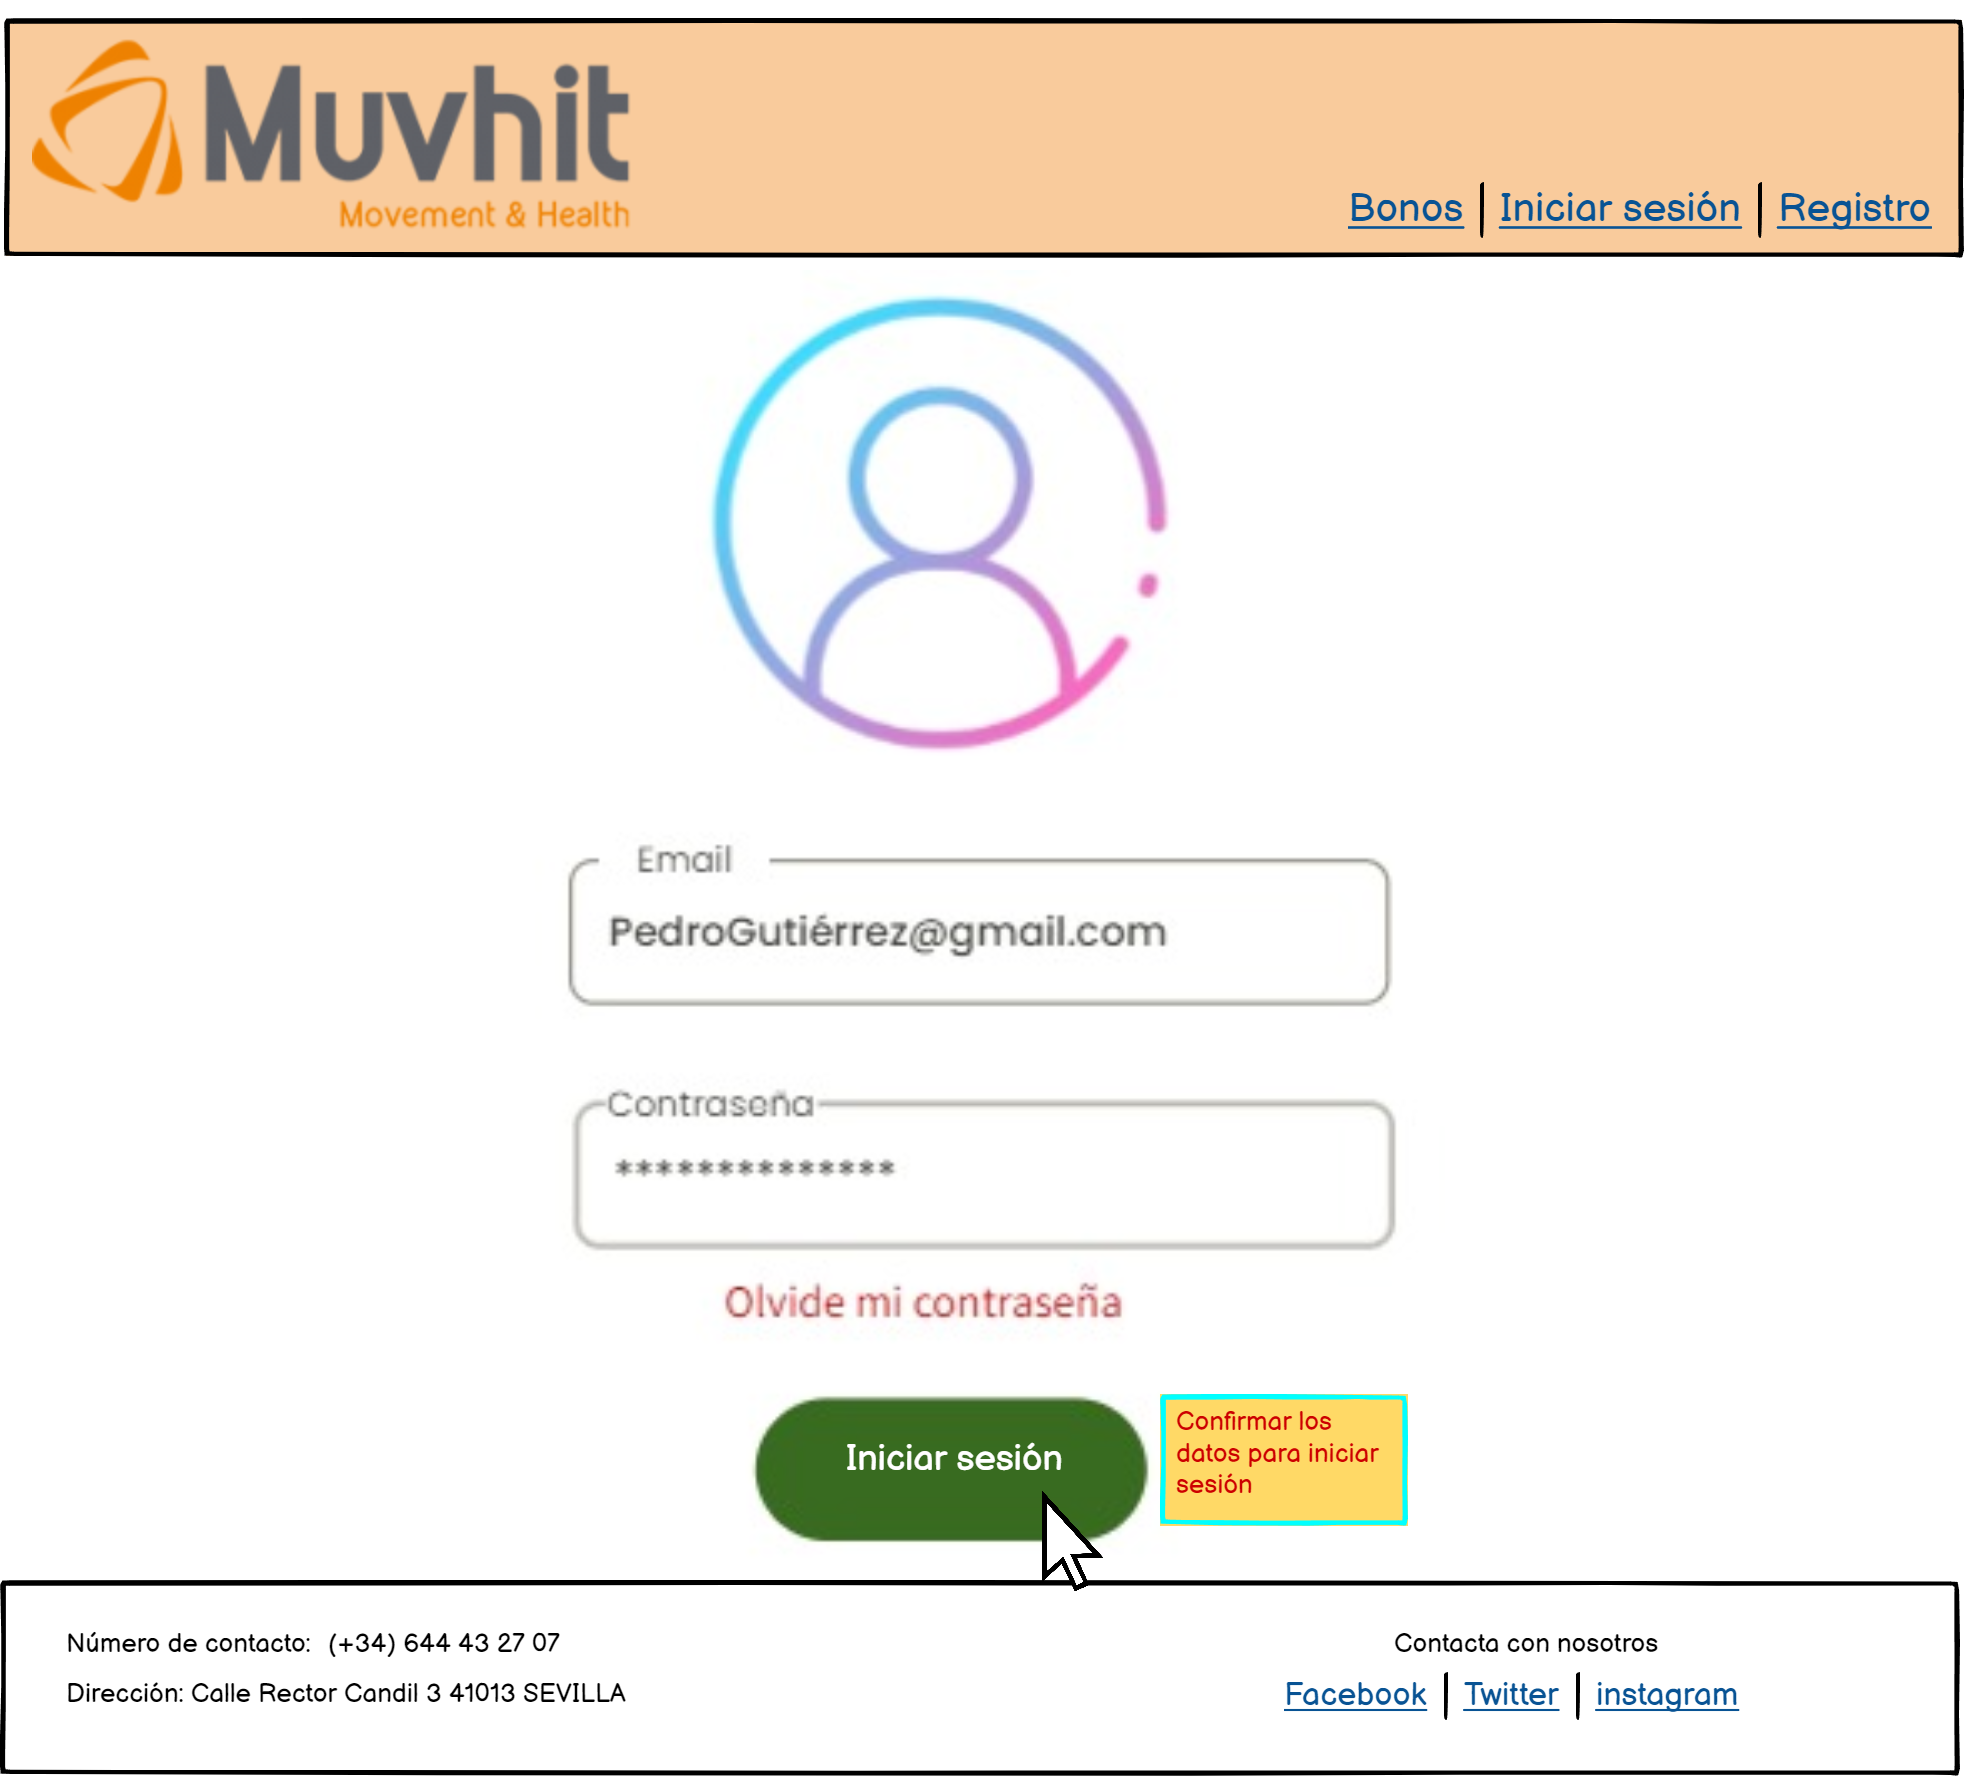 Muvhit
Movement & Health
Bonos | Iniciar sesión | Registro
Email
PedroGutiérrez@gmail.com
Contraseña
**************
Olvide mi contraseña
Iniciar sesión
Confirmar los
datos para iniciar
sesión
Número de contacto: (+34) 644 43 27 07
Dirección: Calle Rector Candil 3 41013 SEVILLA
Contacta con nosotros
Facebook | Twitter | instagram